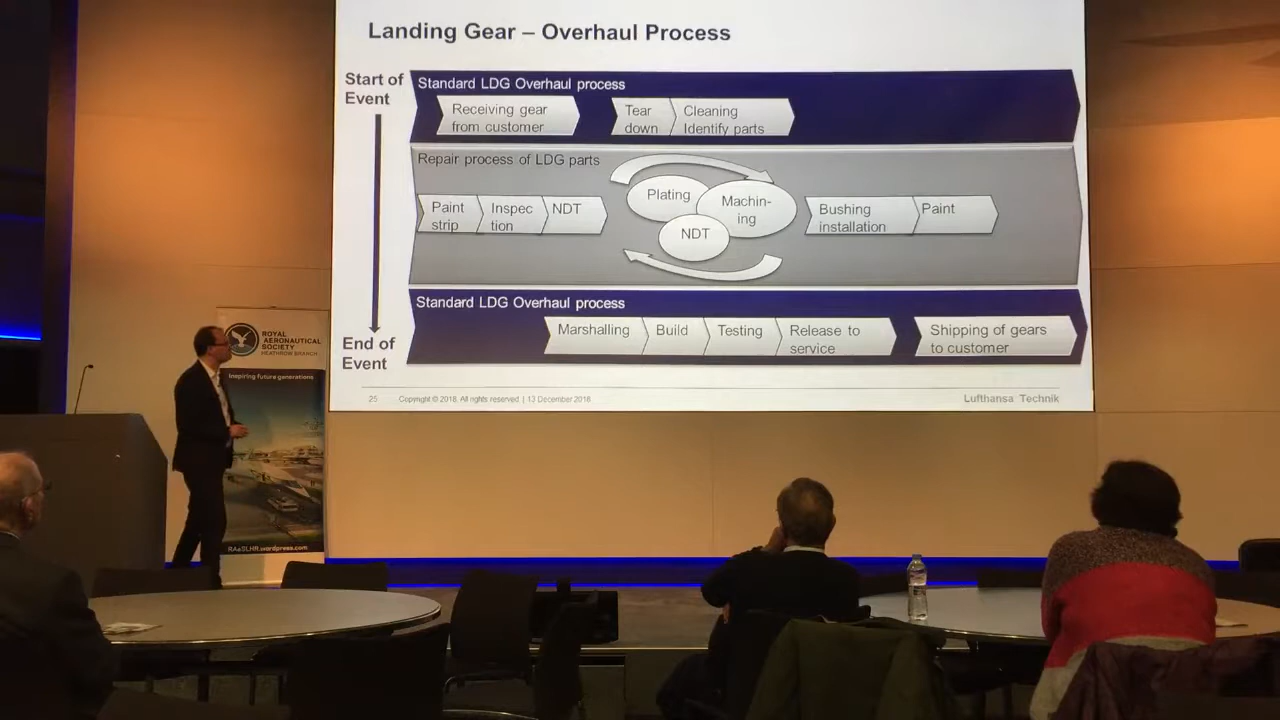 Landing Gear – Overhaul Process
Start of
Event
Standard LDG Overhaul process
Receiving gear
from customer
Tear
down
Cleaning
Identify parts
Repair process of LDG parts
Paint
strip
Inspec
tion
NDT
Plating
Machin-
ing
NDT
Bushing
installation
Paint
Standard LDG Overhaul process
Marshalling
Build
Testing
Release to
service
Shipping of gears
to customer
End of
Event
25
Copyright © 2018, All rights reserved | 13 December 2018
Lufthansa Technik
ROYAL
AERONAUTICAL
SOCIETY
HEATHROW BRANCH
Inspiring future generations
RAeSLHR.wordpress.com